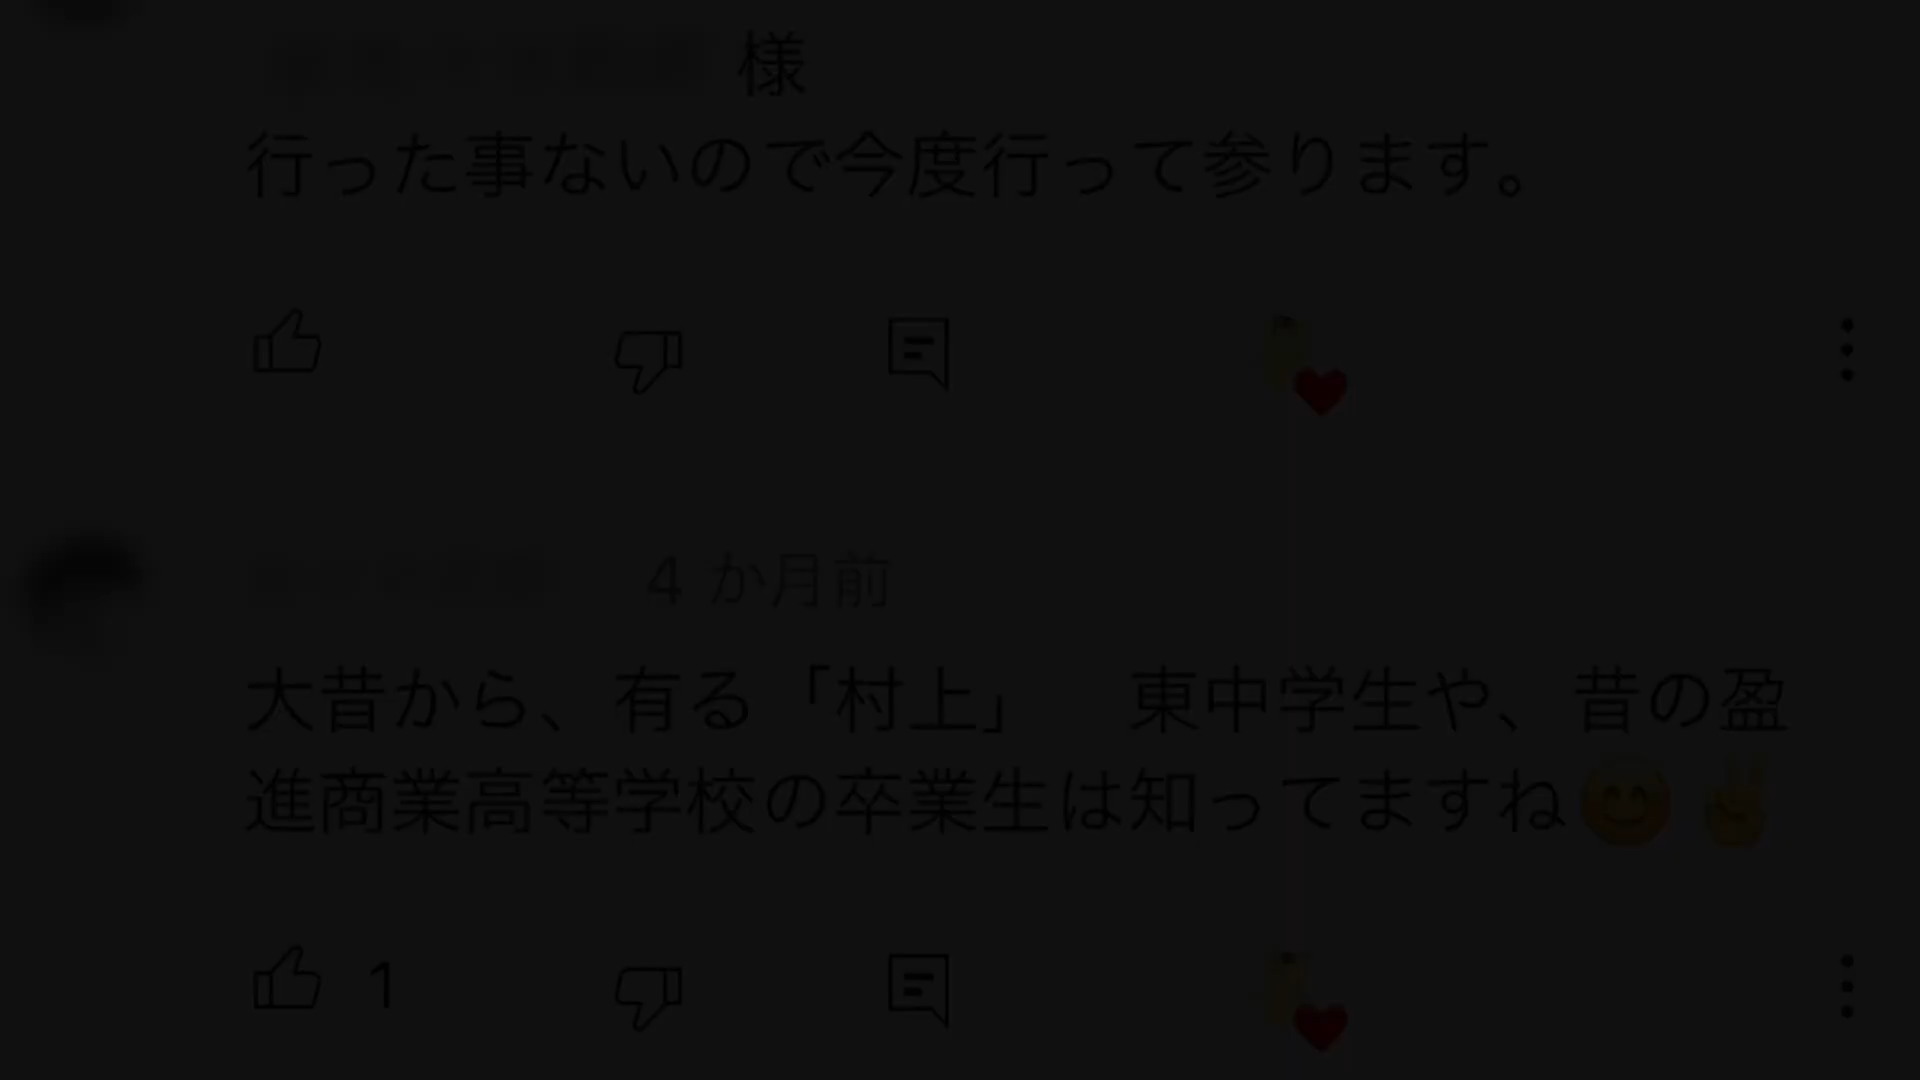 様
行った事ないので今度行って参ります。
4 か月前
大昔から、有る「村上」　東中学生や、昔の盈
進商業高等学校の卒業生は知ってますね😊✌
1